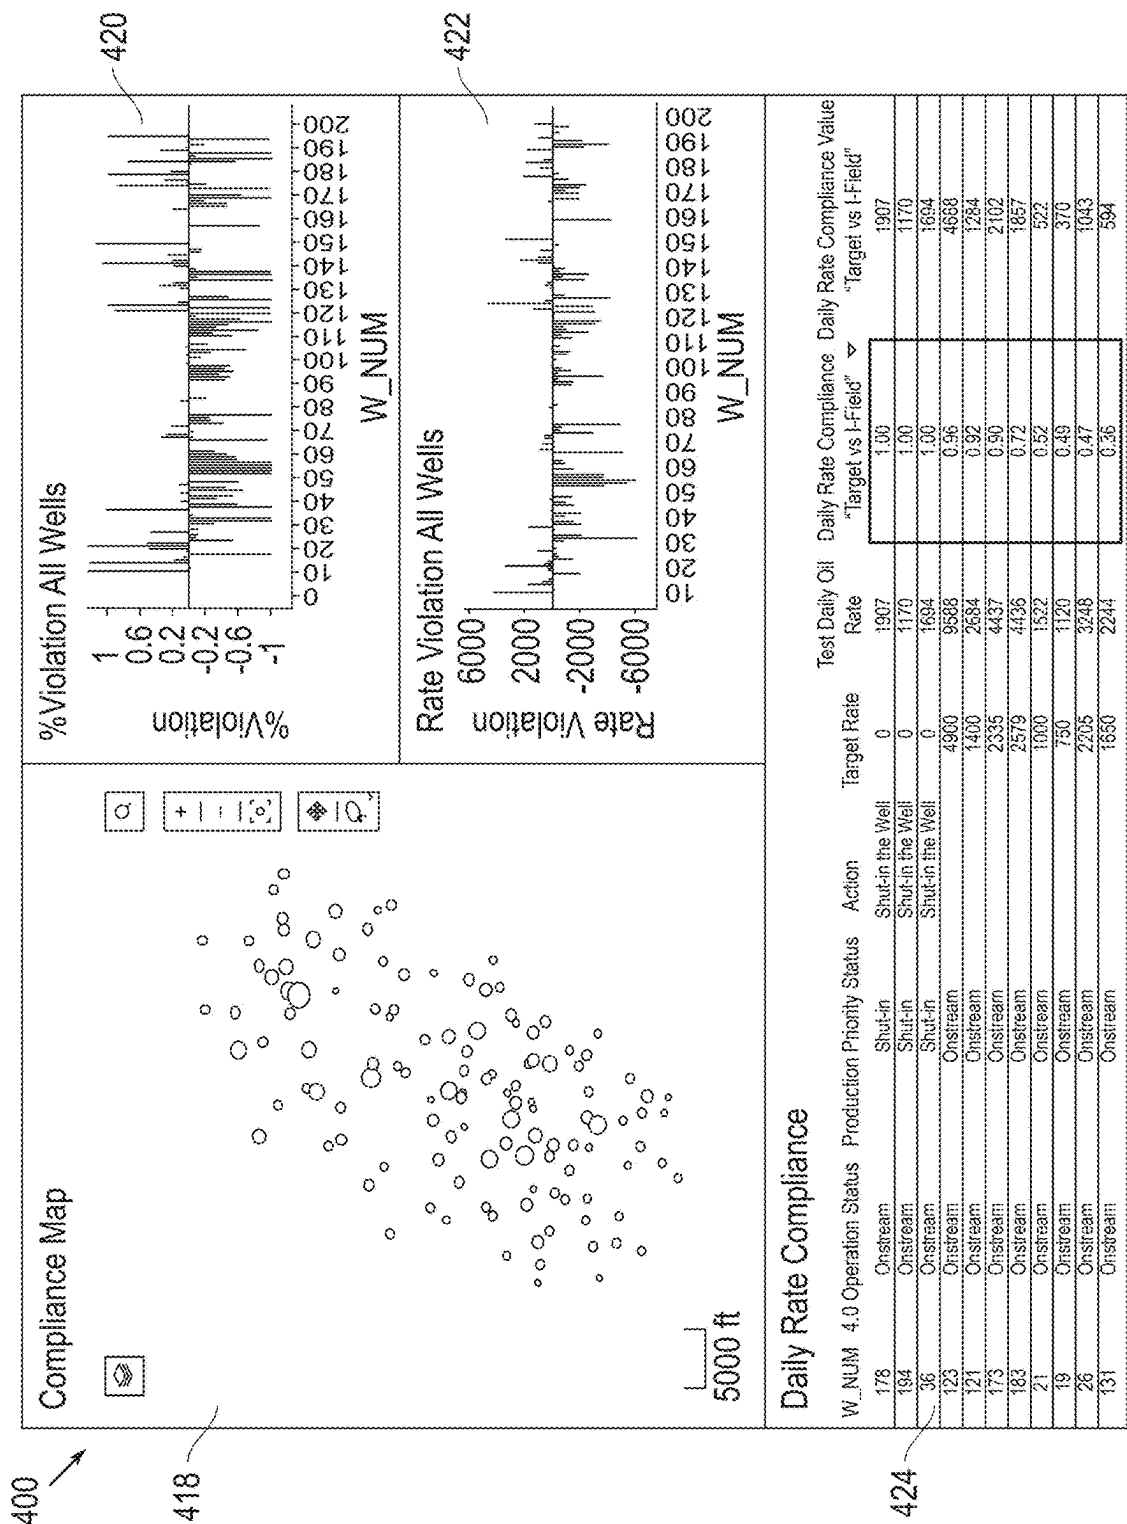 400
Compliance Map
418
5000 ft
%Violation All Wells
420
%Violation
1
0.6
0.2
-0.2
-0.6
-1
0 10 20 30 40 50 60 70 80 90 100 110 120 130 140 150 160 170 180 190 200
W_NUM
Rate Violation All Wells
422
Rate Violation
6000
2000
-2000
-6000
10 20 30 40 50 60 70 80 90 100 110 120 130 140 150 160 170 180 190 200
W_NUM
Daily Rate Compliance
424
W_NUM 4.0 Operation Status Production Priority Status Action Target Rate Test Daily Oil Rate Daily Rate Compliance "Target vs I-Field" Daily Rate Compliance Value "Target vs I-Field"
178 Onstream Shut-in Shut-in the Well 0 1907 1.00 1907
194 Onstream Shut-in Shut-in the Well 0 1170 1.00 1170
36 Onstream Shut-in Shut-in the Well 0 1694 1.00 1694
123 Onstream Onstream 4900 9588 0.96 4688
121 Onstream Onstream 1400 2684 0.92 1284
173 Onstream Onstream 2335 4437 0.90 2102
183 Onstream Onstream 2579 4436 0.72 1857
21 Onstream Onstream 1000 1522 0.52 522
19 Onstream Onstream 750 1120 0.49 370
26 Onstream Onstream 2205 3248 0.47 1043
131 Onstream Onstream 1650 2244 0.36 594